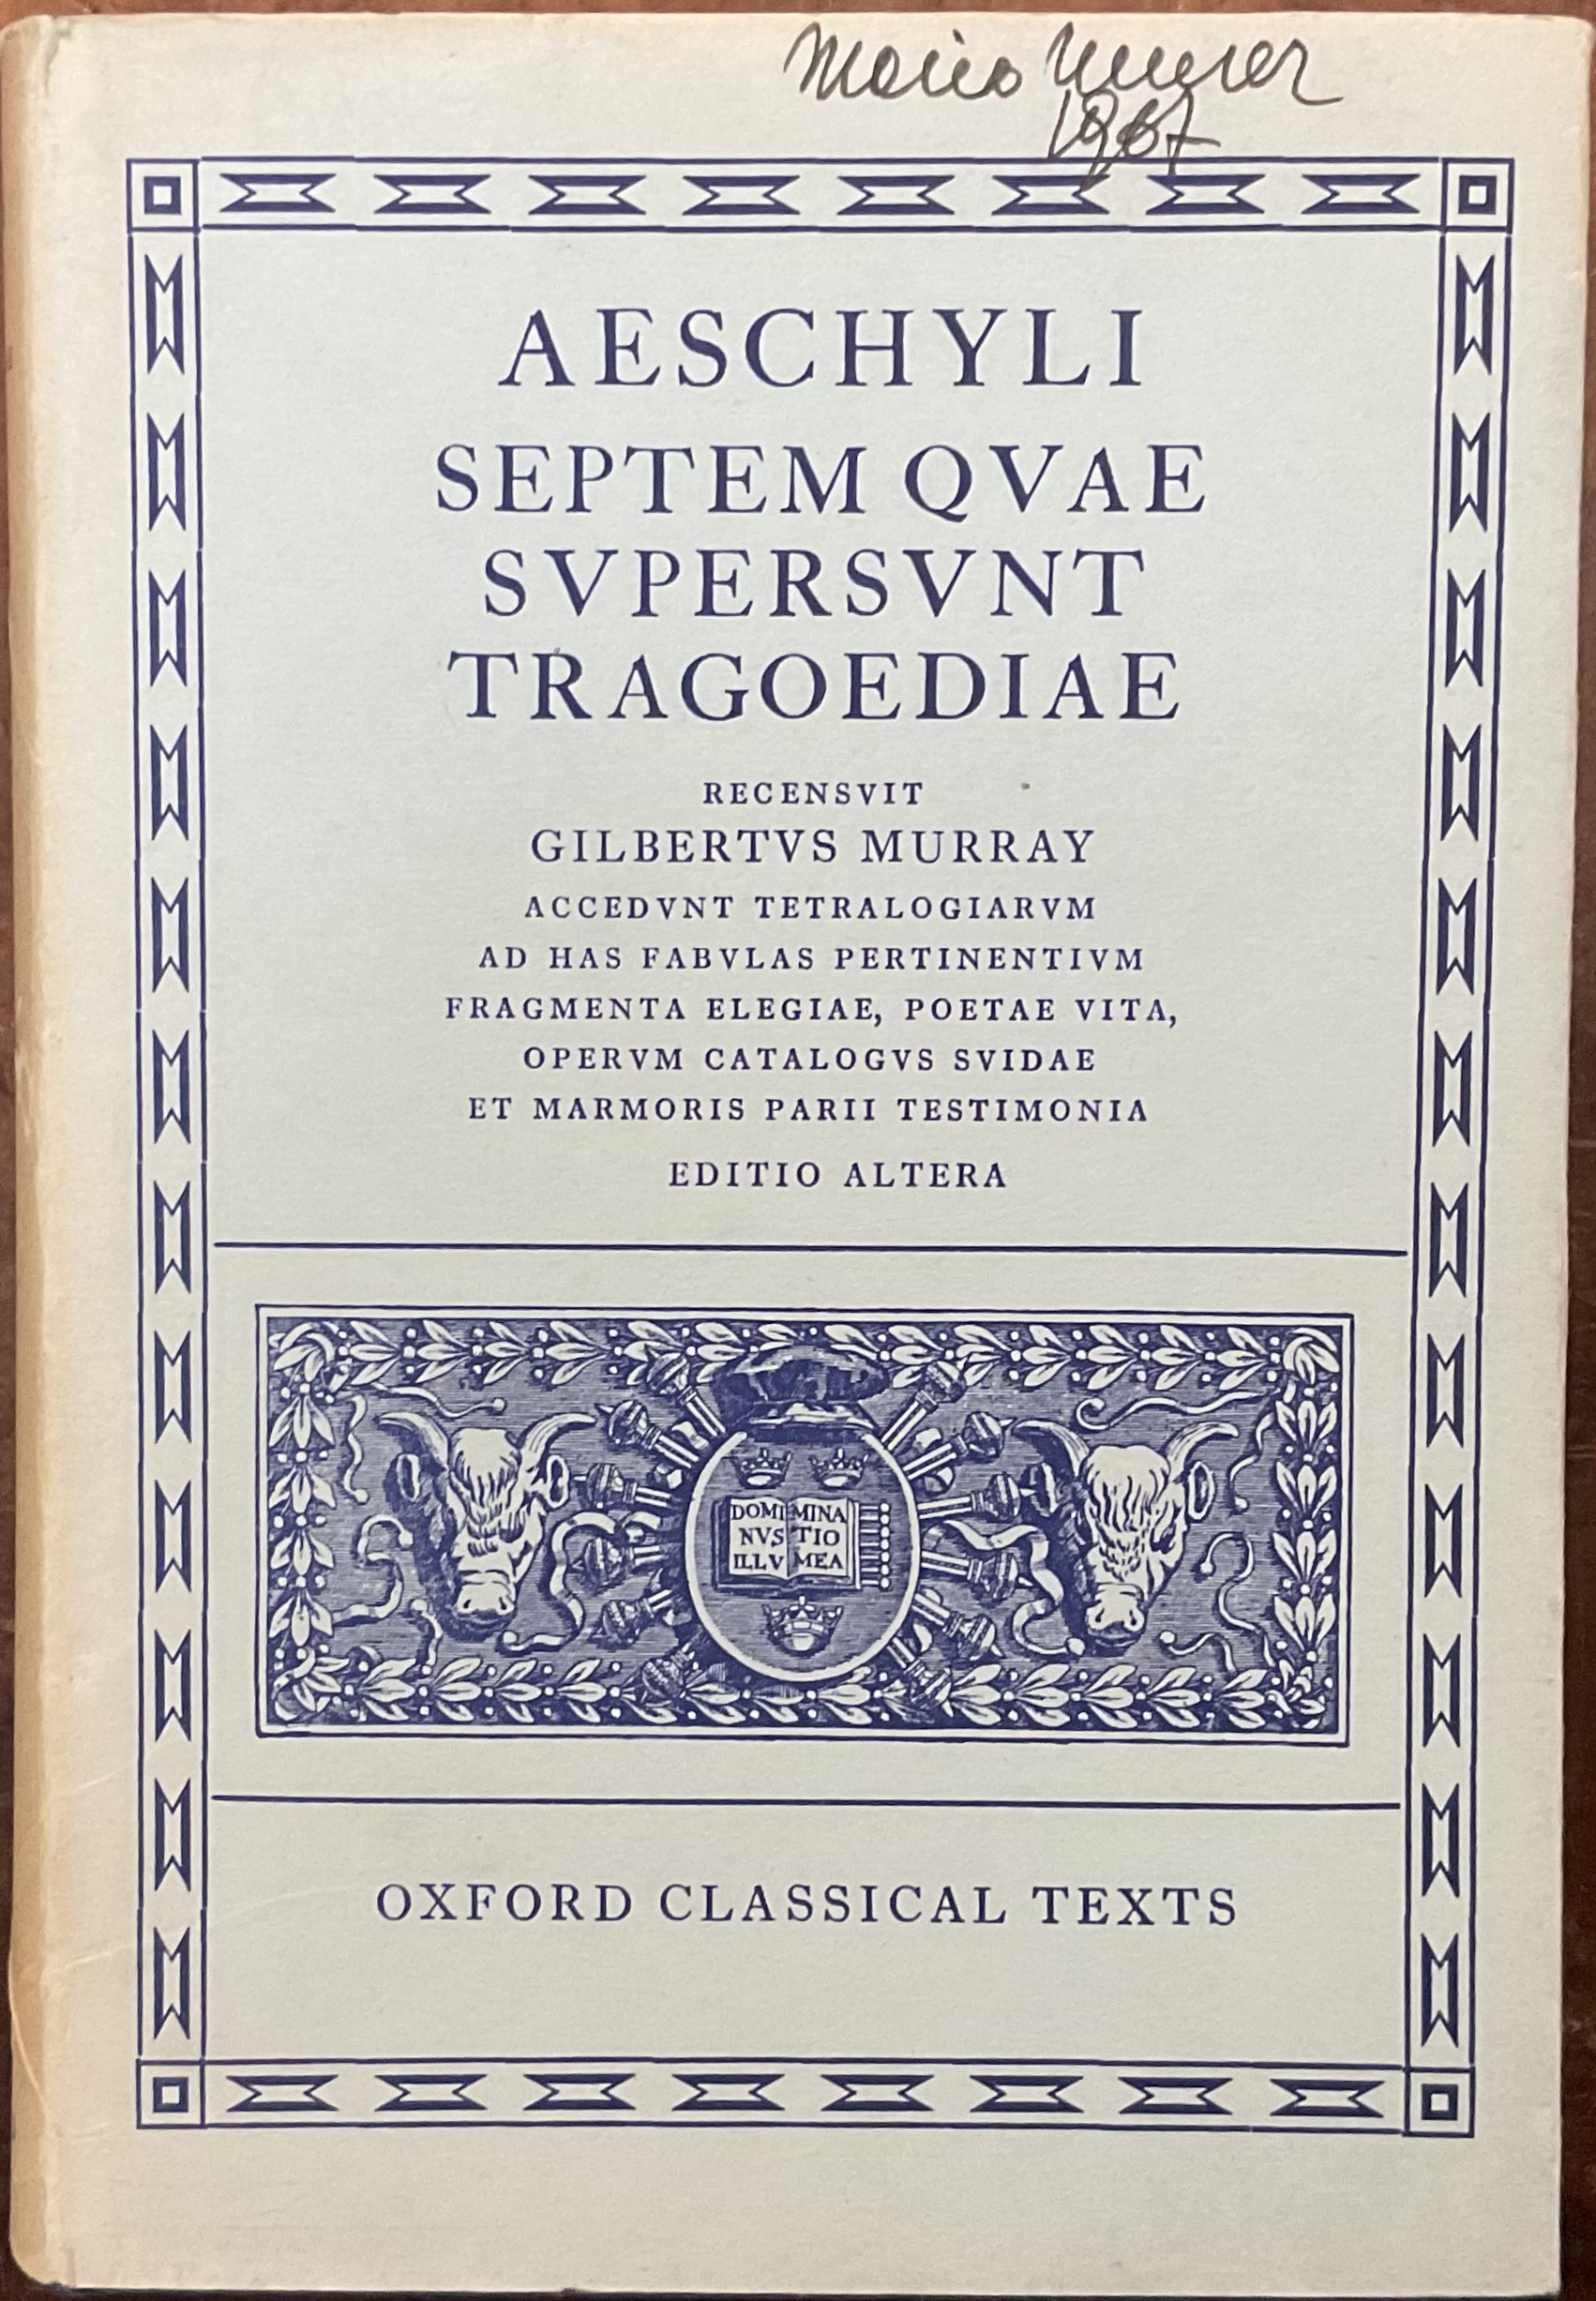 1967
AESCHYLI
SEPTEM QVAE
SVPERSVNT
TRAGOEDIAE
RECENSVIT
GILBERTVS MURRAY
ACCEDVNT TETRALOGIARVM
AD HAS FABVLAS PERTINENTIVM
FRAGMENTA ELEGIAE, POETAE VITA,
OPERVM CATALOGVS SVIDAE
ET MARMORIS PARII TESTIMONIA
EDITIO ALTERA
DOMI MINA
NVS TIO
ILLV MEA
OXFORD CLASSICAL TEXTS